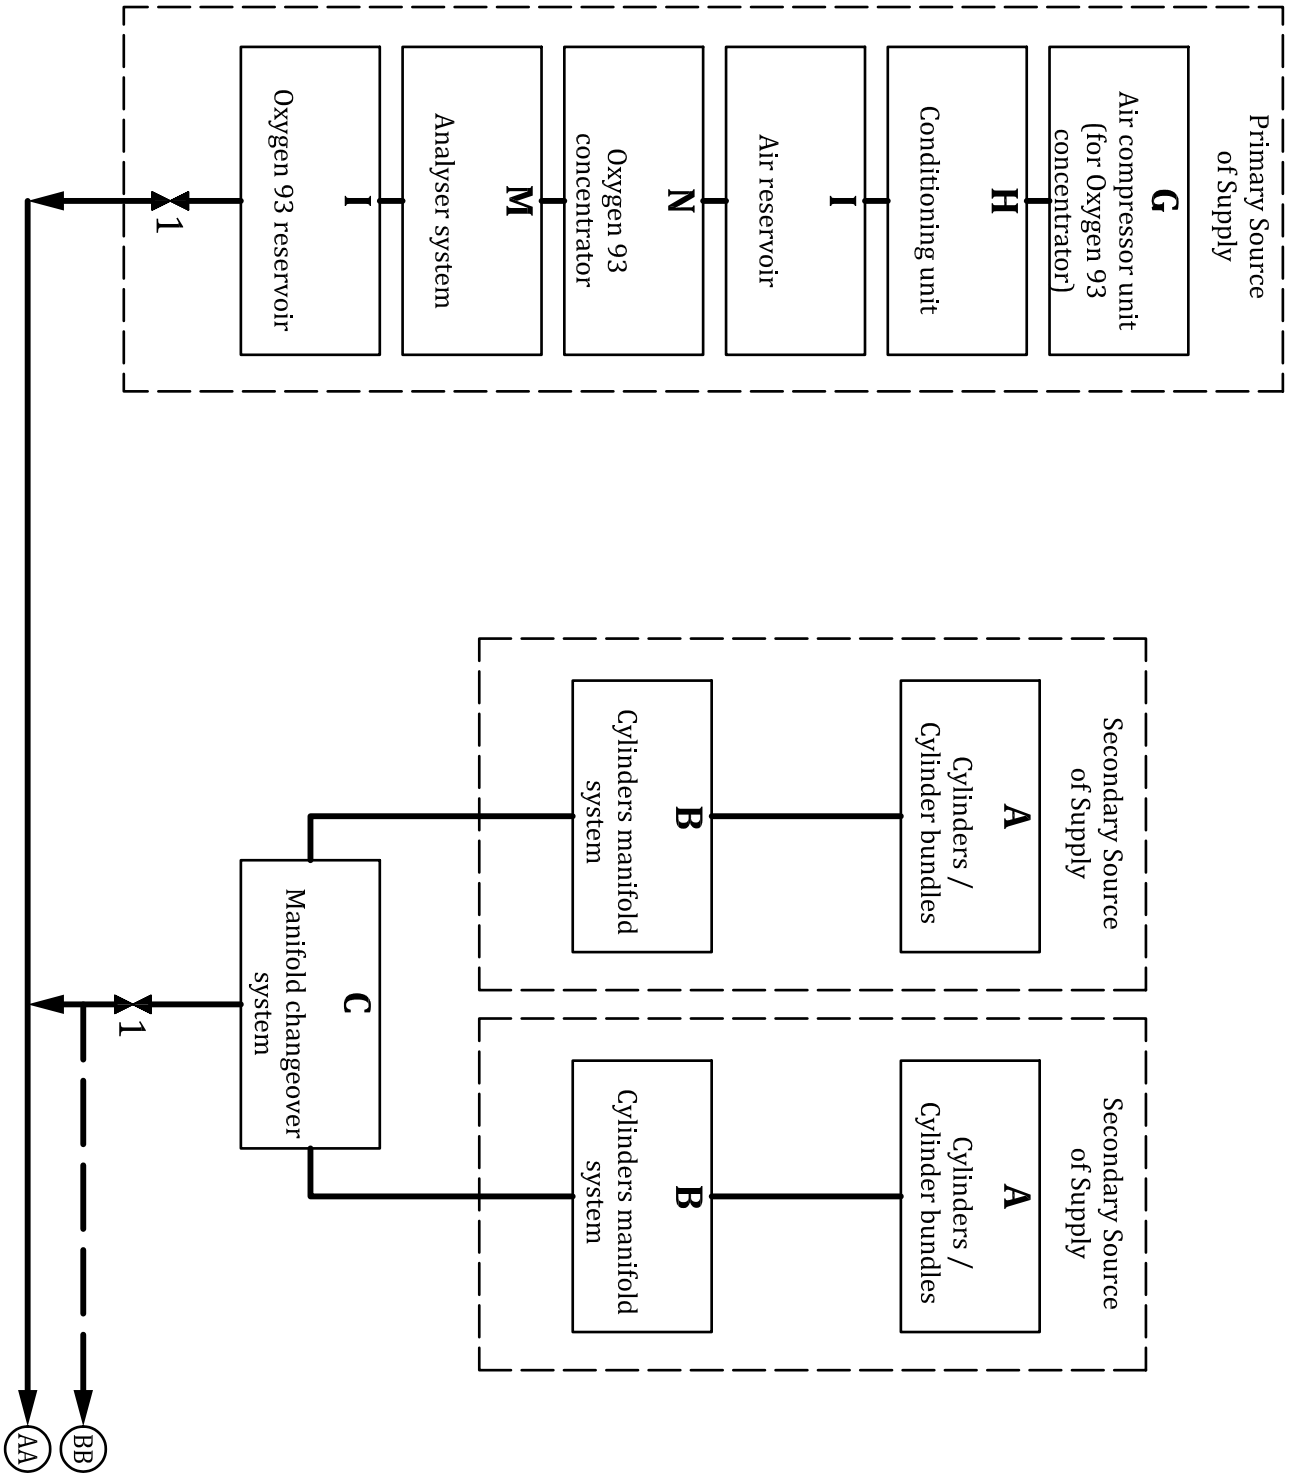 Primary Source
of Supply
G
Air compressor unit
(for Oxygen 93
concentrator)
H
Conditioning unit
I
Air reservoir
N
Oxygen 93
concentrator
M
Analyser system
I
Oxygen 93 reservoir
1
Secondary Source
of Supply
A
Cylinders /
Cylinder bundles
B
Cylinders manifold
system
Secondary Source
of Supply
A
Cylinders /
Cylinder bundles
B
Cylinders manifold
system
C
Manifold changeover
system
1
BB
AA